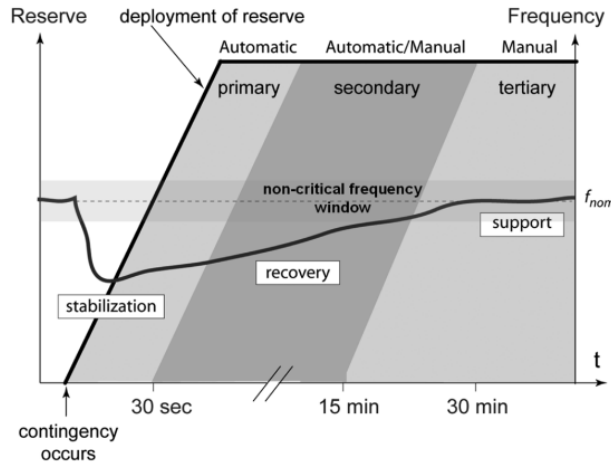 Reserve
deployment of reserve
Frequency
Automatic
Automatic/Manual
Manual
primary
secondary
tertiary
non-critical frequency
window
fnom
support
recovery
stabilization
t
30 sec
15 min
30 min
contingency
occurs